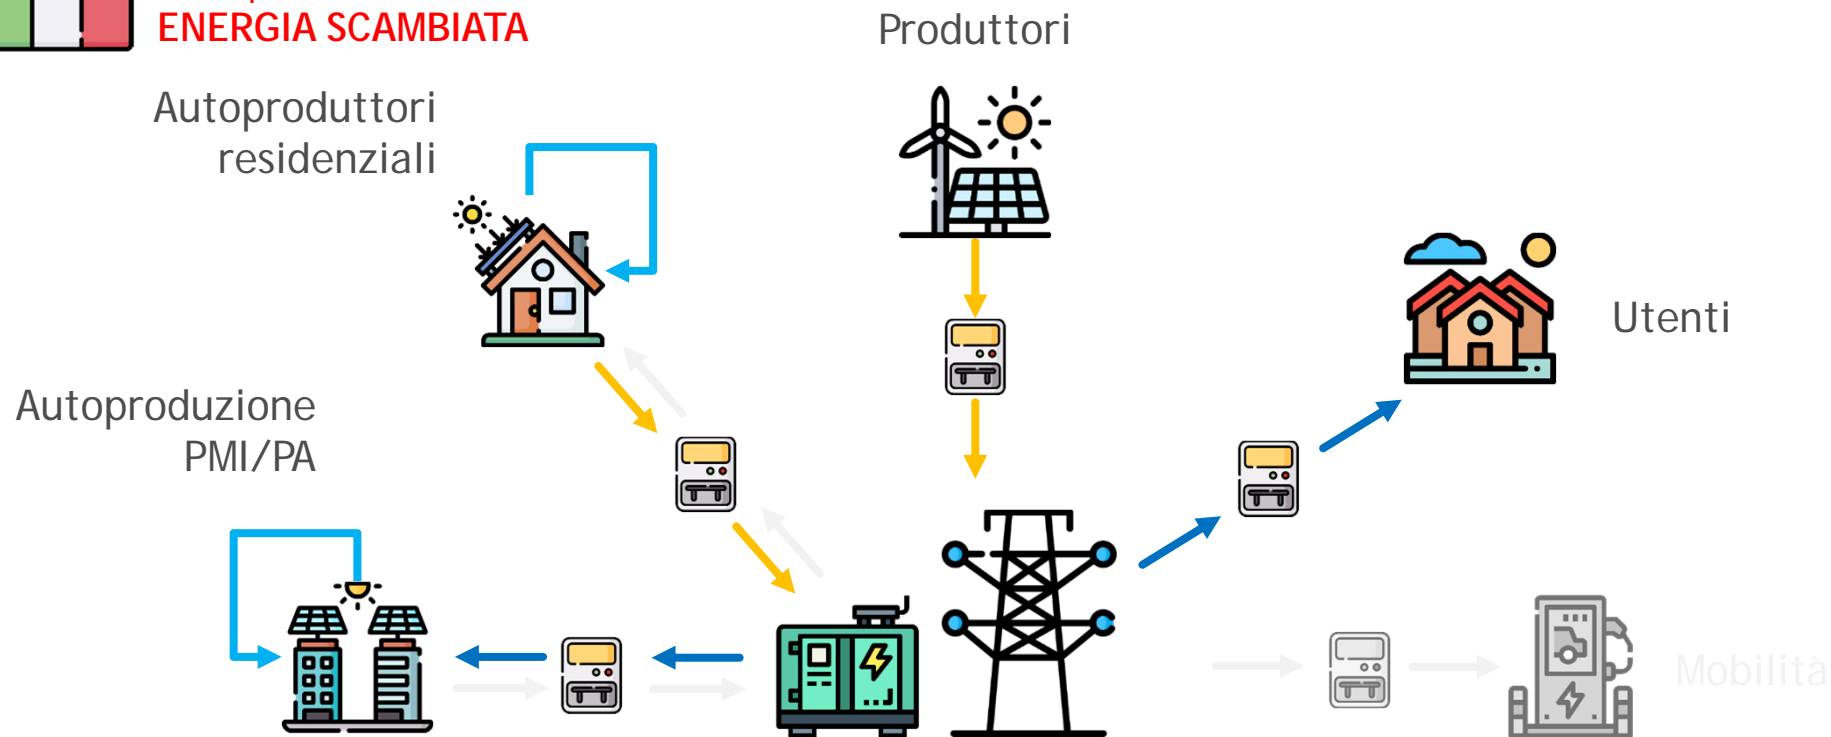 ENERGIA SCAMBIATA
Produttori
Autoproduttori
residenziali
Utenti
Autoproduzione
PMI/PA
Mobilità